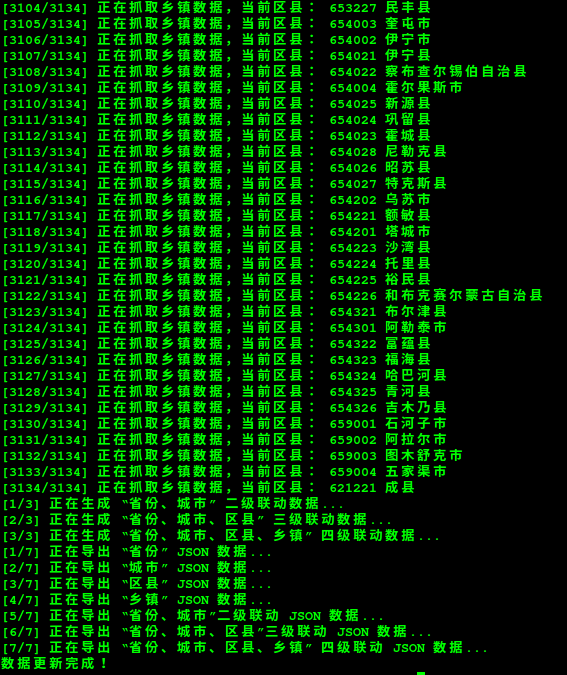 [3104/3134] 正在抓取乡镇数据，当前区县： 653227 民丰县
[3105/3134] 正在抓取乡镇数据，当前区县： 654003 奎屯市
[3106/3134] 正在抓取乡镇数据，当前区县： 654002 伊宁市
[3107/3134] 正在抓取乡镇数据，当前区县： 654021 伊宁县
[3108/3134] 正在抓取乡镇数据，当前区县： 654022 察布查尔锡伯自治县
[3109/3134] 正在抓取乡镇数据，当前区县： 654004 霍尔果斯市
[3110/3134] 正在抓取乡镇数据，当前区县： 654025 新源县
[3111/3134] 正在抓取乡镇数据，当前区县： 654024 巩留县
[3112/3134] 正在抓取乡镇数据，当前区县： 654023 霍城县
[3113/3134] 正在抓取乡镇数据，当前区县： 654028 尼勒克县
[3114/3134] 正在抓取乡镇数据，当前区县： 654026 昭苏县
[3115/3134] 正在抓取乡镇数据，当前区县： 654027 特克斯县
[3116/3134] 正在抓取乡镇数据，当前区县： 654202 乌苏市
[3117/3134] 正在抓取乡镇数据，当前区县： 654221 额敏县
[3118/3134] 正在抓取乡镇数据，当前区县： 654201 塔城市
[3119/3134] 正在抓取乡镇数据，当前区县： 654223 沙湾县
[3120/3134] 正在抓取乡镇数据，当前区县： 654224 托里县
[3121/3134] 正在抓取乡镇数据，当前区县： 654225 裕民县
[3122/3134] 正在抓取乡镇数据，当前区县： 654226 和布克赛尔蒙古自治县
[3123/3134] 正在抓取乡镇数据，当前区县： 654321 布尔津县
[3124/3134] 正在抓取乡镇数据，当前区县： 654301 阿勒泰市
[3125/3134] 正在抓取乡镇数据，当前区县： 654322 富蕴县
[3126/3134] 正在抓取乡镇数据，当前区县： 654323 福海县
[3127/3134] 正在抓取乡镇数据，当前区县： 654324 哈巴河县
[3128/3134] 正在抓取乡镇数据，当前区县： 654325 青河县
[3129/3134] 正在抓取乡镇数据，当前区县： 654326 吉木乃县
[3130/3134] 正在抓取乡镇数据，当前区县： 659001 石河子市
[3131/3134] 正在抓取乡镇数据，当前区县： 659002 阿拉尔市
[3132/3134] 正在抓取乡镇数据，当前区县： 659003 图木舒克市
[3133/3134] 正在抓取乡镇数据，当前区县： 659004 五家渠市
[3134/3134] 正在抓取乡镇数据，当前区县： 621221 成县
[1/3] 正在生成 “省份、城市” 二级联动数据...
[2/3] 正在生成 “省份、城市、区县” 三级联动数据...
[3/3] 正在生成 “省份、城市、区县、乡镇” 四级联动数据...
[1/7] 正在导出 “省份” JSON 数据...
[2/7] 正在导出 “城市” JSON 数据...
[3/7] 正在导出 “区县” JSON 数据...
[4/7] 正在导出 “乡镇” JSON 数据...
[5/7] 正在导出 “省份、城市”二级联动 JSON 数据...
[6/7] 正在导出 “省份、城市、区县”三级联动 JSON 数据...
[7/7] 正在导出 “省份、城市、区县、乡镇” 四级联动 JSON 数据...
数据更新完成！